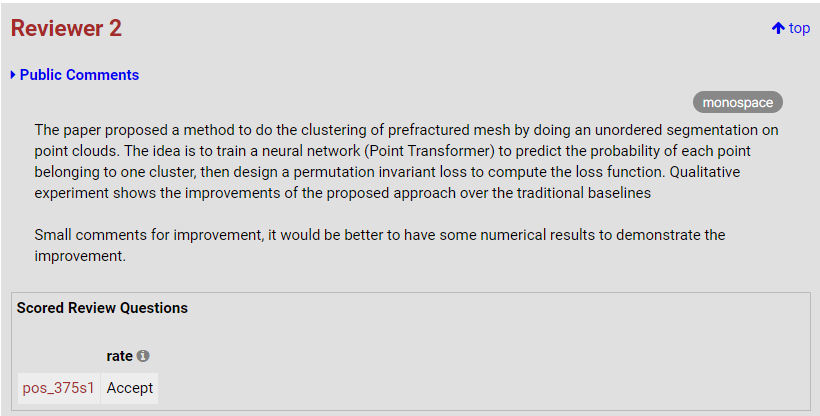 Reviewer 2
top
Public Comments
monospace
The paper proposed a method to do the clustering of prefractured mesh by doing an unordered segmentation on
point clouds. The idea is to train a neural network (Point Transformer) to predict the probability of each point
belonging to one cluster, then design a permutation invariant loss to compute the loss function. Qualitative
experiment shows the improvements of the proposed approach over the traditional baselines
Small comments for improvement, it would be better to have some numerical results to demonstrate the
improvement.
Scored Review Questions
rate
pos_375s1 Accept